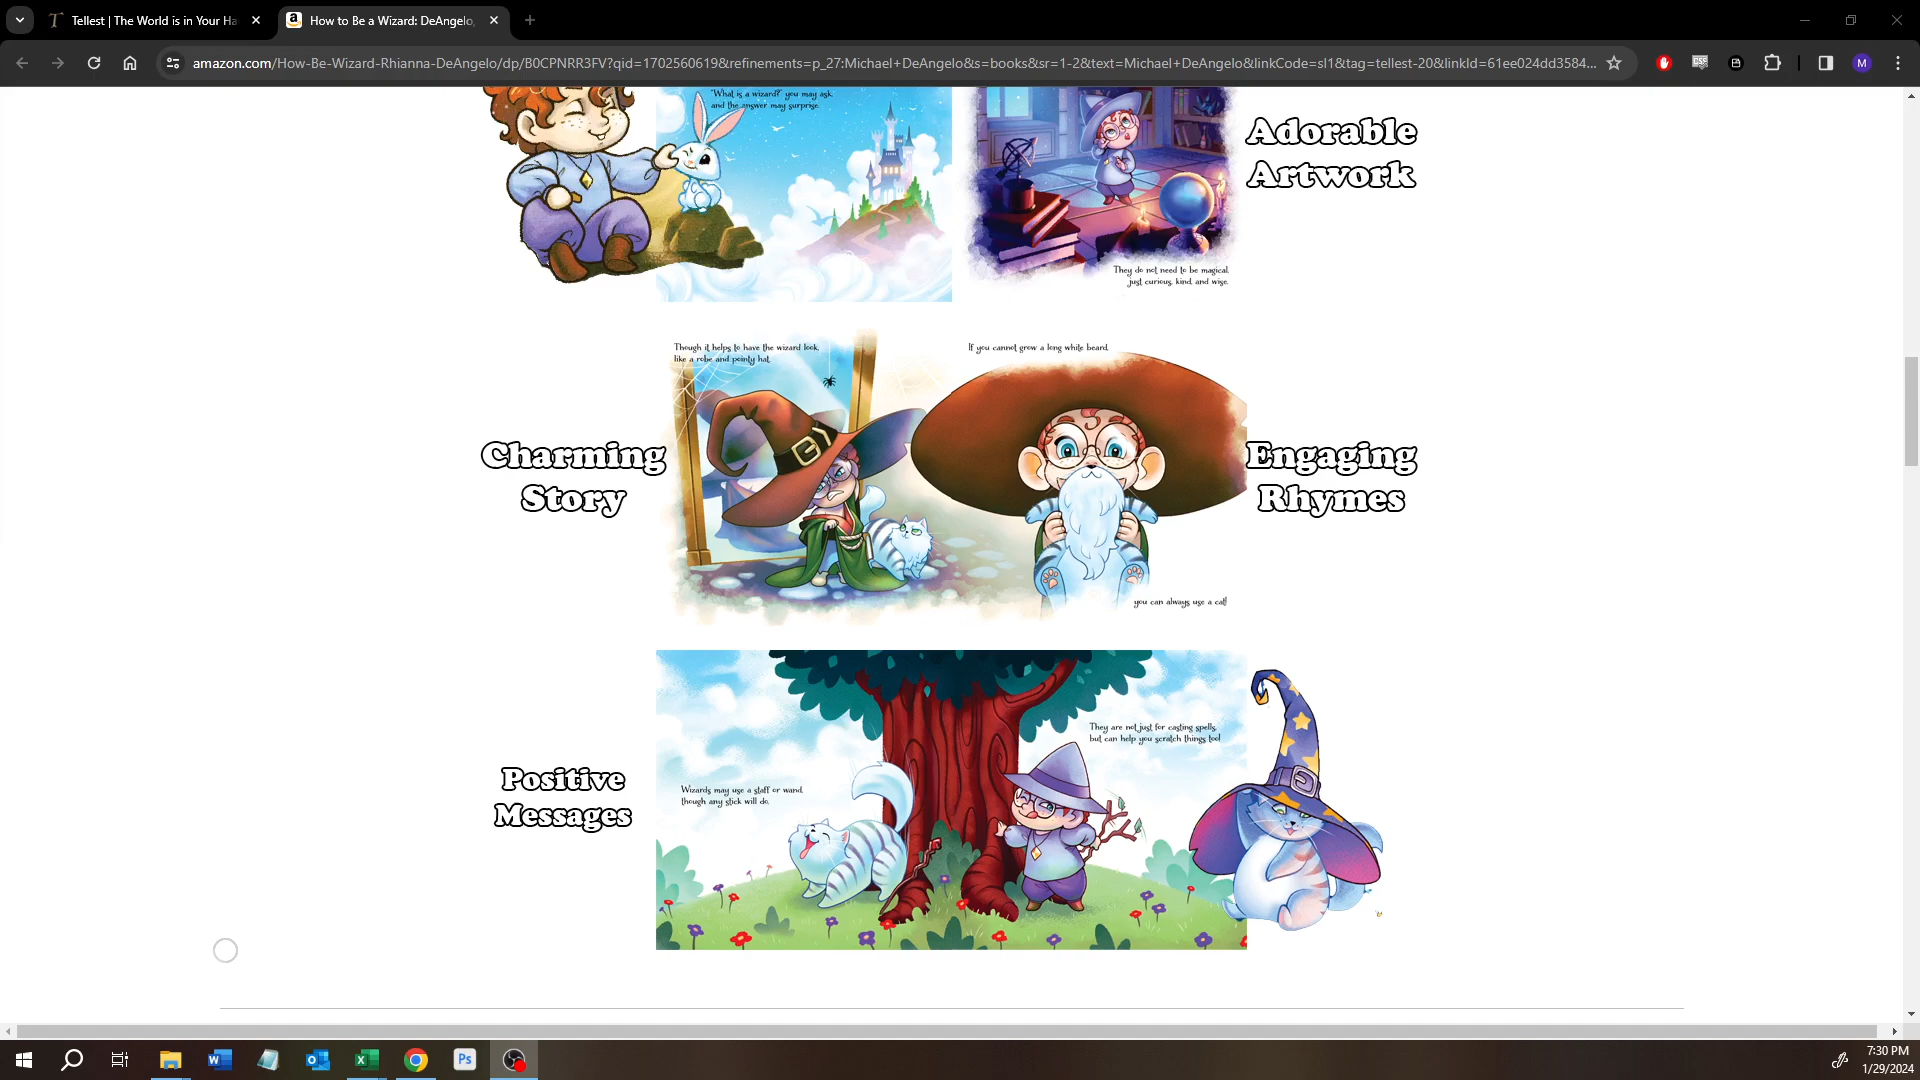 Tellest | The World is in Your Ha
How to Be a Wizard: DeAngelo,
amazon.com/How-Be-Wizard-Rhianna-DeAngelo/dp/B0CPNRR3FV?qid=1702560619&refinements=p_27:Michael+DeAngelo&s=books&sr=1-2&text=Michael+DeAngelo&linkCode=sl1&tag=tellest-20&linkId=61ee024dd3584...
GSF
M
"What is a wizard?" you may ask,
and the answer may surprise.
Adorable
Artwork
They do not need to be magical,
just curious, kind, and wise.
Though it helps to have the wizard look,
like a robe and pointy hat,
If you cannot grow a long white beard,
Charming
Story
Engaging
Rhymes
you can always use a cat!
They are not just for casting spells,
but can help you scratch things too!
Positive
Messages
Wizards may use a staff or wand,
though any stick will do.
Ps
7:30 PM
1/29/2024